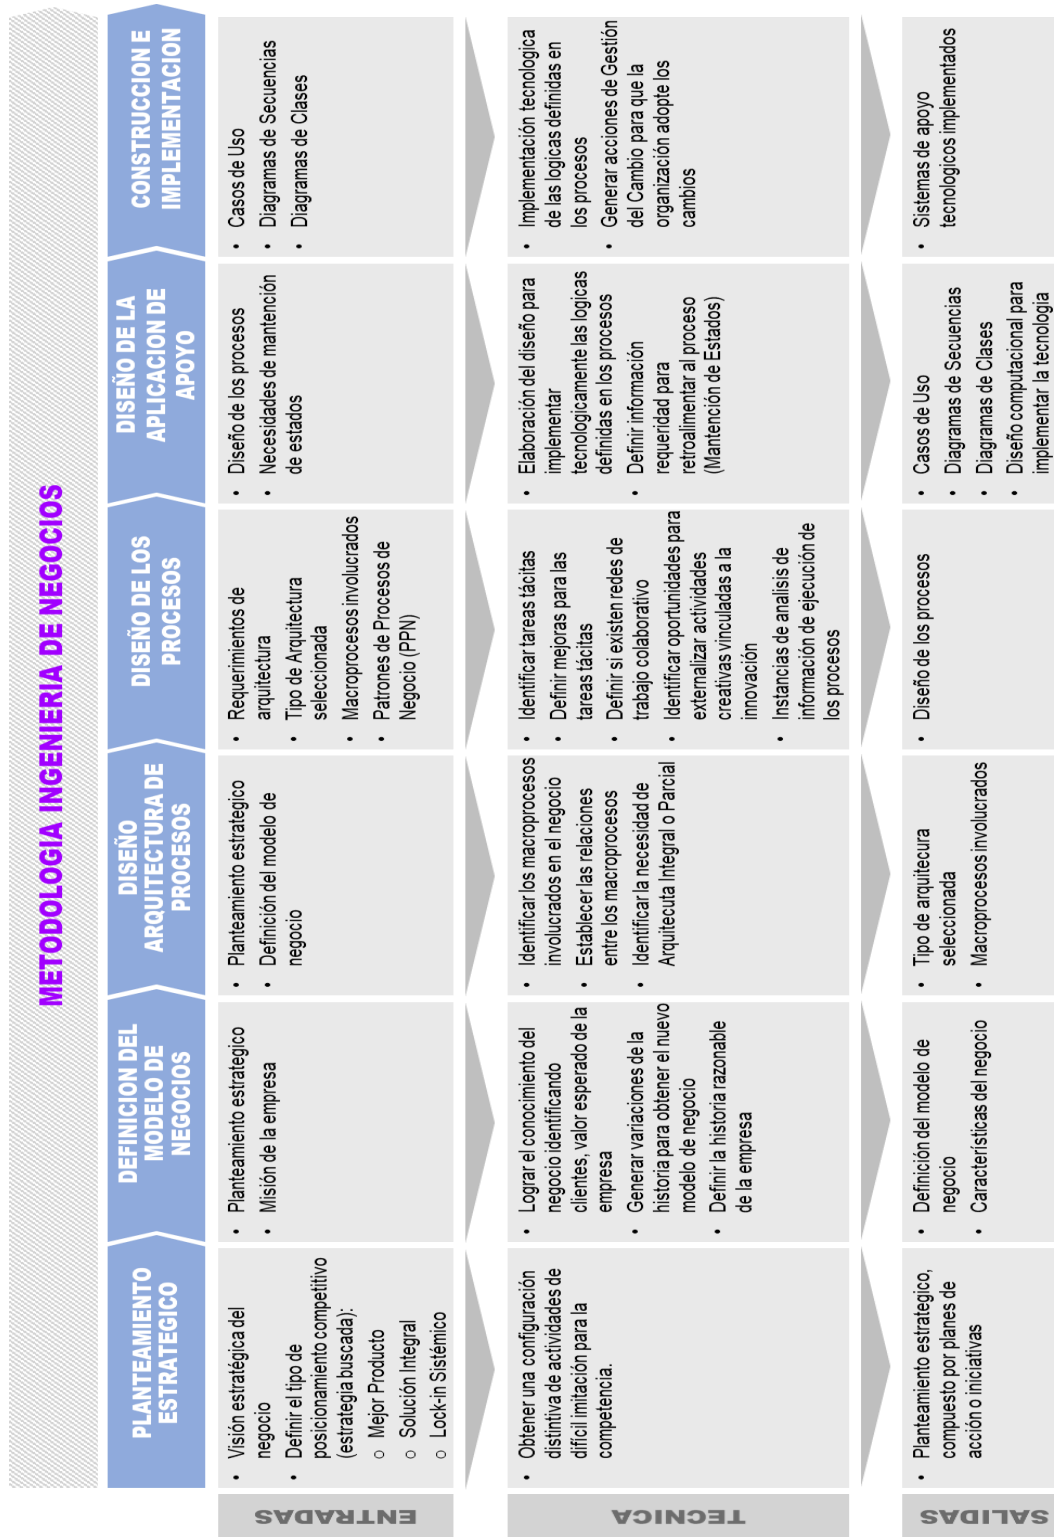 METODOLOGIA INGENIERIA DE NEGOCIOS
PLANTEAMIENTO
ESTRATEGICO
DEFINICION DEL
MODELO DE
NEGOCIOS
DISEÑO
ARQUITECTURA DE
PROCESOS
DISEÑO DE LOS
PROCESOS
DISEÑO DE LA
APLICACION DE
APOYO
CONSTRUCCION E
IMPLEMENTACION
ENTRADAS
• Visión estratégica del
negocio
• Definir el tipo de
posicionamiento competitivo
(estrategia buscada):
o Mejor Producto
o Solución Integral
o Lock-in Sistémico
• Planteamiento estrategico
• Misión de la empresa
• Planteamiento estrategico
• Definición del modelo de
negocio
• Requerimientos de
arquitectura
• Tipo de Arquitectura
seleccionada
• Macroprocesos involucrados
• Patrones de Procesos de
Negocio (PPN)
• Diseño de los procesos
• Necesidades de mantención
de estados
• Casos de Uso
• Diagramas de Secuencias
• Diagramas de Clases
TECNICA
• Obtener una configuración
distintiva de actividades de
difícil imitación para la
competencia.
• Lograr el conocimiento del
negocio identificando
clientes, valor esperado de la
empresa
• Generar variaciones de la
historia para obtener el nuevo
modelo de negocio
• Definir la historia razonable
de la empresa
• Identificar los macroprocesos
involucrados en el negocio
• Establecer las relaciones
entre los macroprocesos
• Identificar la necesidad de
Arquitecuta Integral o Parcial
• Identificar tareas tácitas
• Definir mejoras para las
tareas tácitas
• Definir si existen redes de
trabajo colaborativo
• Identificar oportunidades para
externalizar actividades
creativas vinculadas a la
innovación
• Instancias de analisis de
información de ejecución de
los procesos
• Elaboración del diseño para
implementar
tecnologicamente las logicas
definidas en los procesos
• Definir información
requeridad para
retroalimentar al proceso
(Mantención de Estados)
• Implementación tecnologica
de las logicas definidas en
los procesos
• Generar acciones de Gestión
del Cambio para que la
organización adopte los
cambios
SALIDAS
• Planteamiento estrategico,
compuesto por planes de
acción o iniciativas
• Definición del modelo de
negocio
• Características del negocio
• Tipo de arquitecura
seleccionada
• Macroprocesos involucrados
• Diseño de los procesos
• Casos de Uso
• Diagramas de Secuencias
• Diagramas de Clases
• Diseño computacional para
implementar la tecnologia
• Sistemas de apoyo
tecnologicos implementados